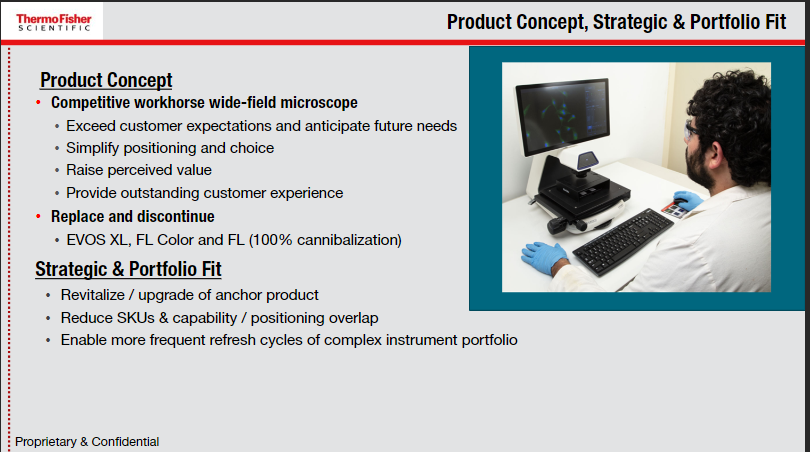 ThermoFisher
SCIENTIFIC
Product Concept, Strategic & Portfolio Fit
Product Concept
• Competitive workhorse wide-field microscope
• Exceed customer expectations and anticipate future needs
• Simplify positioning and choice
• Raise perceived value
• Provide outstanding customer experience
• Replace and discontinue
• EVOS XL, FL Color and FL (100% cannibalization)
Strategic & Portfolio Fit
• Revitalize / upgrade of anchor product
• Reduce SKUs & capability / positioning overlap
• Enable more frequent refresh cycles of complex instrument portfolio
Proprietary & Confidential